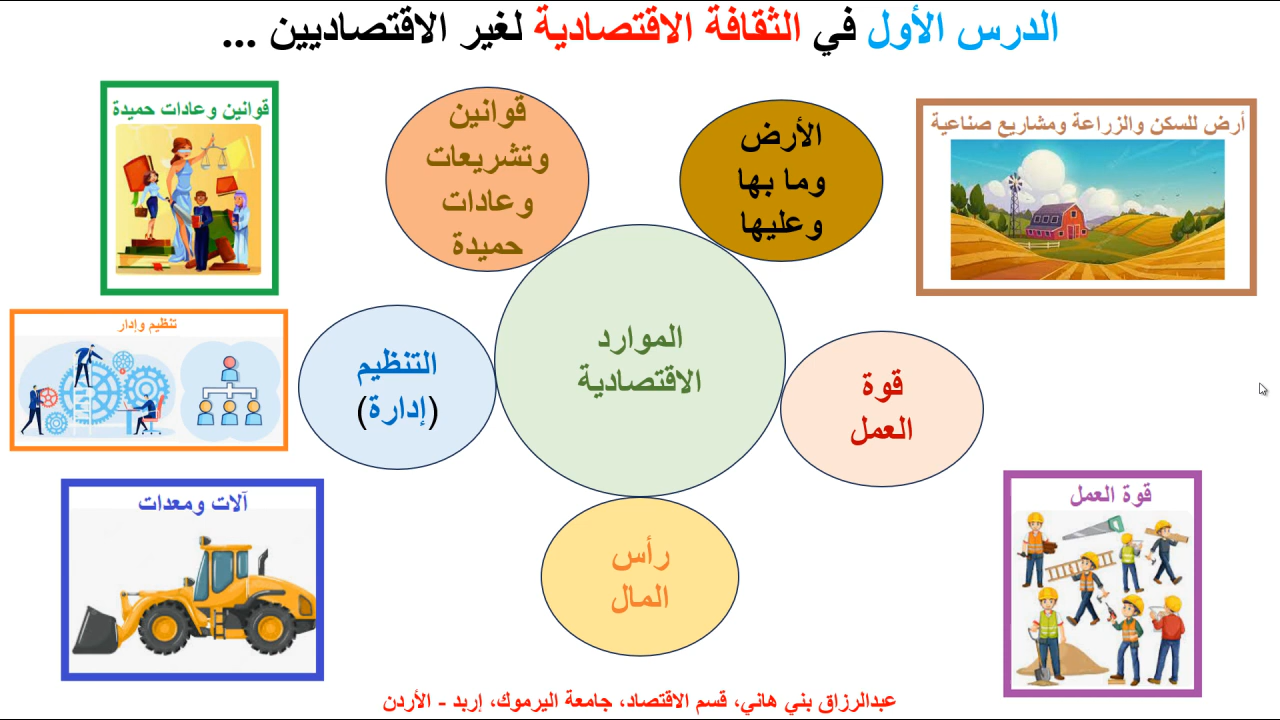 الدرس الأول في الثقافة الاقتصادية لغير الاقتصاديين ...
أرض للسكن والزراعة ومشاريع صناعية
الأرض
وما بها
وعليها
قوانين
وتشريعات
وعادات
حميدة
قوانين وعادات حميدة
الموارد
الاقتصادية
قوة
العمل
التنظيم
(إدارة)
تنظيم وإدار
قوة العمل
رأس
المال
آلات ومعدات
عبدالرزاق بني هاني، قسم الاقتصاد، جامعة اليرموك، إربد - الأردن